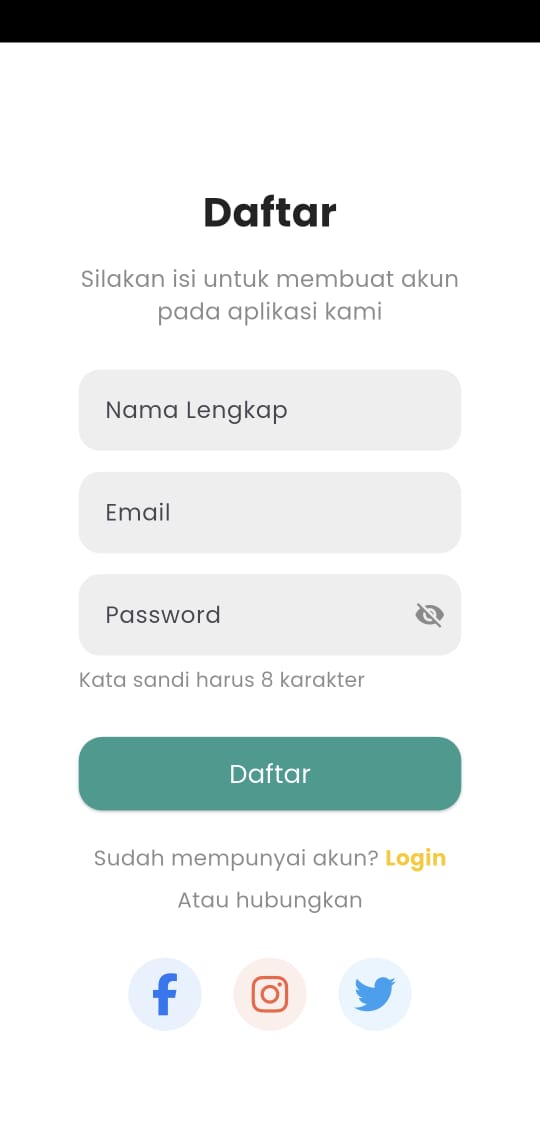 Daftar
Silakan isi untuk membuat akun
pada aplikasi kami
Nama Lengkap
Email
Password
Kata sandi harus 8 karakter
Daftar
Sudah mempunyai akun? Login
Atau hubungkan